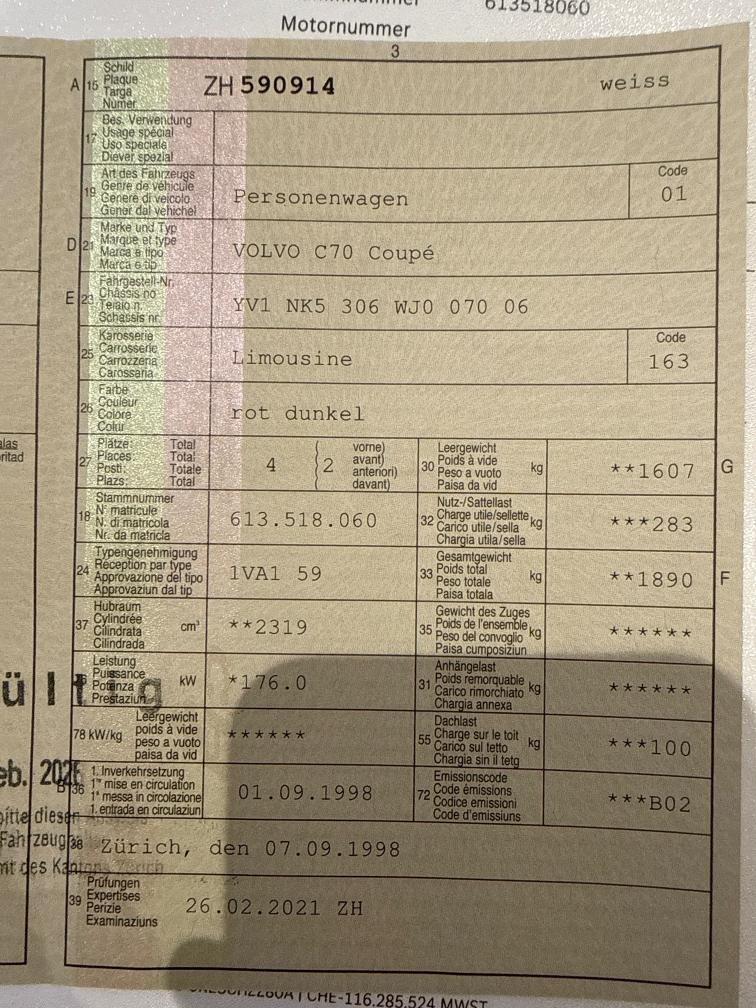 613518060
Motornummer
3
A 15 Schild
Plaque
Targa
Numer
ZH 590914 weiss
17 Bes. Verwendung
Usage spécial
Uso speciale
Diever spezial
19 Art des Fahrzeugs
Genre de véhicule
Genere di veicolo
Gener dal vehichel
Personenwagen
Code
01
D 21 Marke und Typ
Marque et type
Marca e tipo
Marca e tip
VOLVO C70 Coupé
E 23 Fahrgestell-Nr.
Châssis no
Telaio n.
Schassis nr.
YV1 NK5 306 WJ0 070 06
25 Karosserie
Carrosserie
Carrozzeria
Carossaria
Limousine
Code
163
26 Farbe
Couleur
Colore
Colur
rot dunkel
27 Plätze: Total
Places: Total
Posti: Totale
Plazs: Total
4 2 vorne)
avant)
anteriori)
davant)
30 Leergewicht
Poids à vide
Peso a vuoto
Paisa da vid
kg
**1607 G
18 Stammnummer
N° matricule
N. di matricola
Nr. da matricla
613.518.060
32 Nutz-/Sattellast
Charge utile/sellette
Carico utile/sella
Chargia utila/sella
kg
***283
24 Typengenehmigung
Réception par type
Approvazione del tipo
Approvaziun dal tip
1VA1 59
33 Gesamtgewicht
Poids total
Peso totale
Paisa totala
kg
**1890 F
37 Hubraum
Cylindrée
Cilindrata
Cilindrada
cm³
**2319
35 Gewicht des Zuges
Poids de l'ensemble
Peso del convoglio
Paisa cumposiziun
kg
******
Leistung
Puissance
Potenza
Prestaziun
kW
*176.0
31 Anhängelast
Poids remorquable
Carico rimorchiato
Chargia annexa
kg
******
78 kW/kg Leergewicht
poids à vide
peso a vuoto
paisa da vid
******
55 Dachlast
Charge sur le toit
Carico sul tetto
Chargia sin il tetg
kg
***100
B 36 1. Inverkehrsetzung
1re mise en circulation
1a messa in circolazione
1. entrada en circulaziun
01.09.1998
72 Emissionscode
Code émissions
Codice emissioni
Code d'emissiuns
***B02
38 Zürich, den 07.09.1998
39 Prüfungen
Expertises
Perizie
Examinaziuns
26.02.2021 ZH
ültig
eb. 202
bitte diesen
Fahrzeug
mt des Kantons Zürich
CHE-116.285.524 MWST